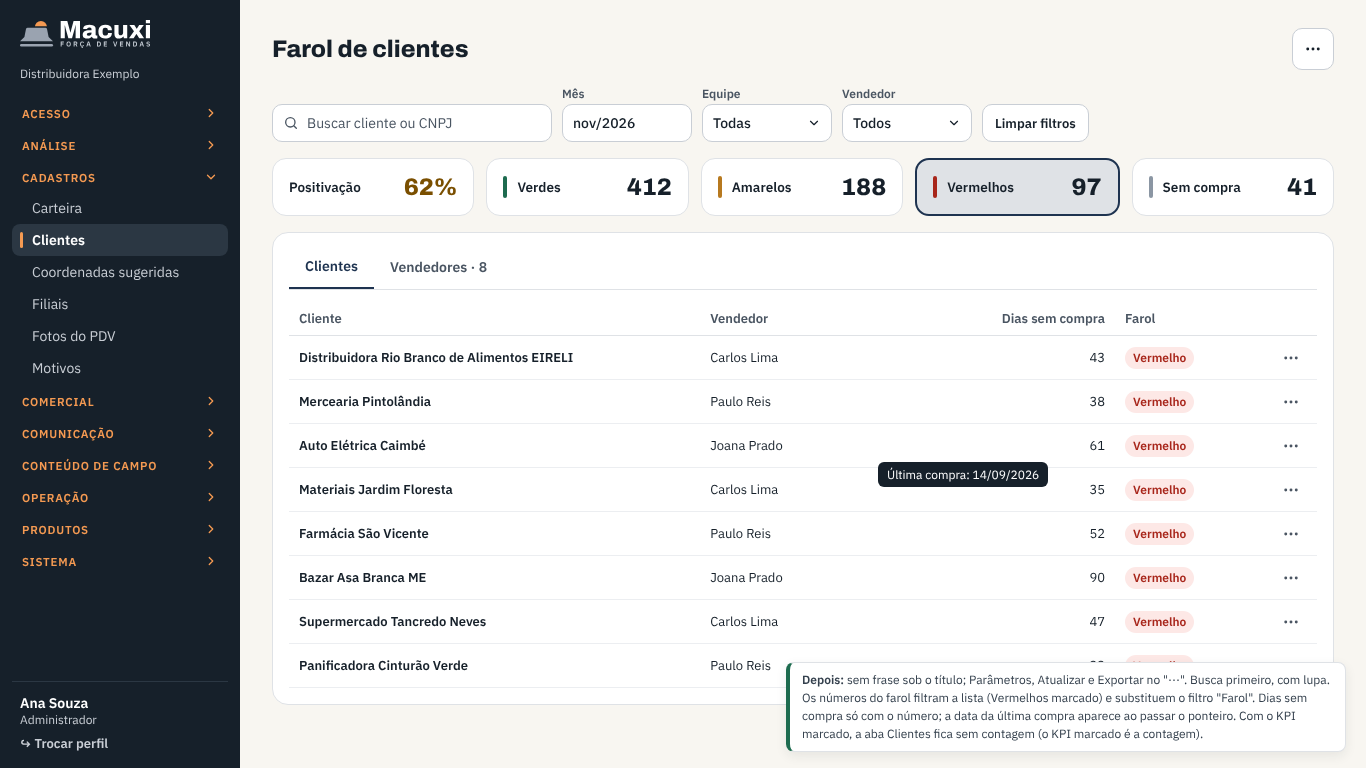 Macuxi
FORÇA DE VENDAS
Distribuidora Exemplo
ACESSO
ANÁLISE
CADASTROS
Carteira
Clientes
Coordenadas sugeridas
Filiais
Fotos do PDV
Motivos
COMERCIAL
COMUNICAÇÃO
CONTEÚDO DE CAMPO
OPERAÇÃO
PRODUTOS
SISTEMA
Ana Souza
Administrador
↪ Trocar perfil
Farol de clientes
Mês Equipe Vendedor
Buscar cliente ou CNPJ nov/2026 Todas Todos Limpar filtros
Positivação 62% Verdes 412 Amarelos 188 Vermelhos 97 Sem compra 41
Clientes Vendedores · 8
Cliente Vendedor Dias sem compra Farol
Distribuidora Rio Branco de Alimentos EIRELI Carlos Lima 43 Vermelho
Mercearia Pintolândia Paulo Reis 38 Vermelho
Auto Elétrica Caimbé Joana Prado 61 Vermelho
Última compra: 14/09/2026
Materiais Jardim Floresta Carlos Lima 35 Vermelho
Farmácia São Vicente Paulo Reis 52 Vermelho
Bazar Asa Branca ME Joana Prado 90 Vermelho
Supermercado Tancredo Neves Carlos Lima 47 Vermelho
Panificadora Cinturão Verde Paulo Reis
Depois: sem frase sob o título; Parâmetros, Atualizar e Exportar no "···". Busca primeiro, com lupa.
Os números do farol filtram a lista (Vermelhos marcado) e substituem o filtro "Farol". Dias sem
compra só com o número; a data da última compra aparece ao passar o ponteiro. Com o KPI
marcado, a aba Clientes fica sem contagem (o KPI marcado é a contagem).